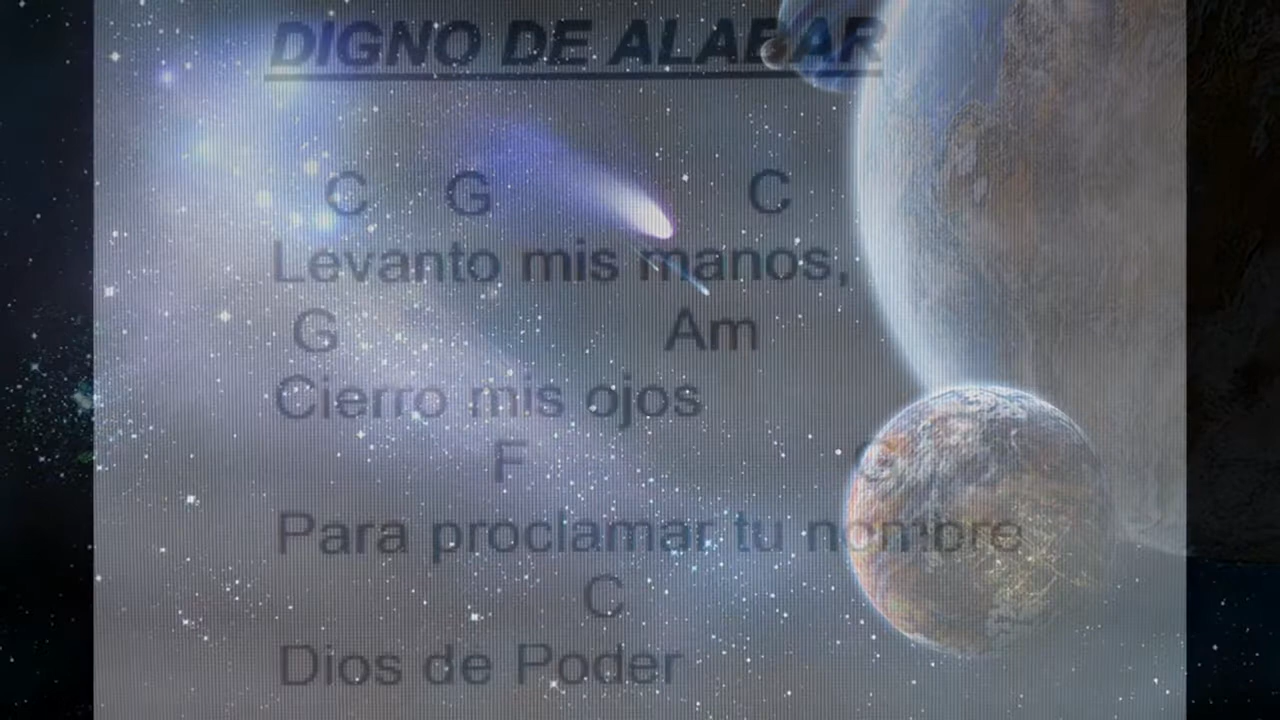 DIGNO DE ALABAR
C G C
Levanto mis manos,
G Am
Cierro mis ojos
F
Para proclamar tu nombre
C
Dios de Poder